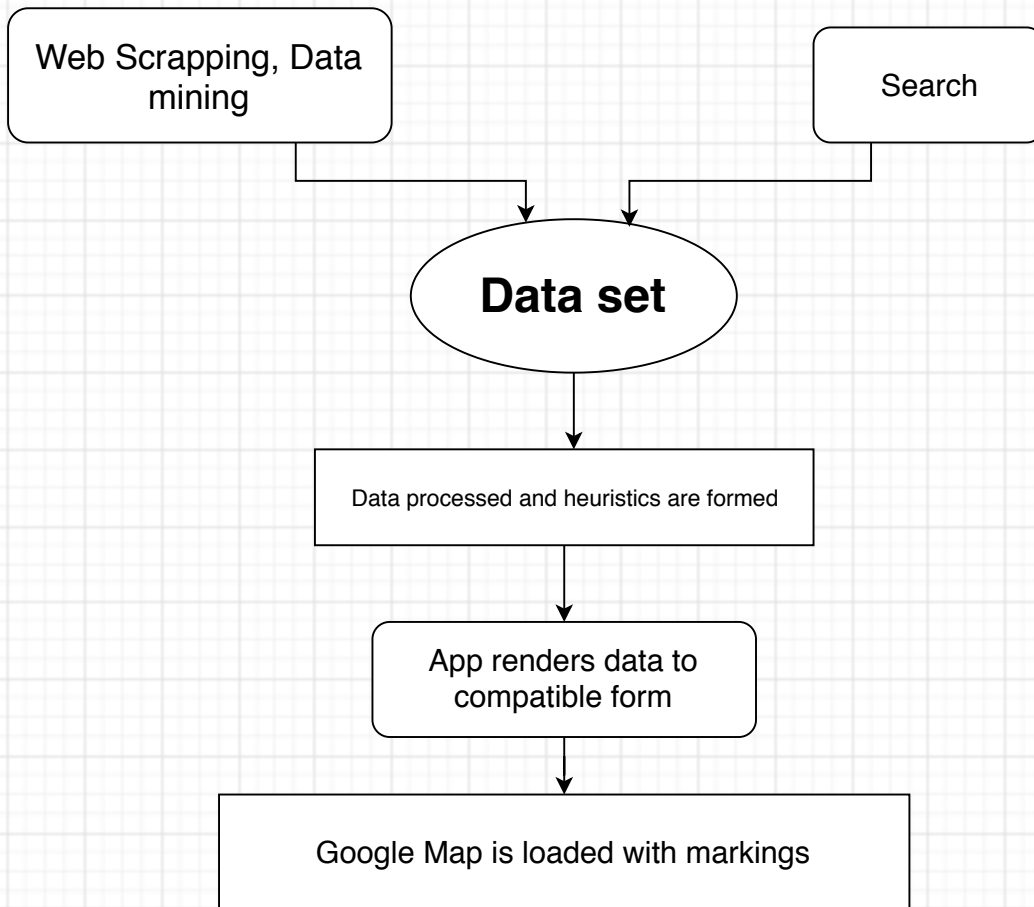 Web Scrapping, Data
mining
Search
Data set
Data processed and heuristics are formed
App renders data to
compatible form
Google Map is loaded with markings